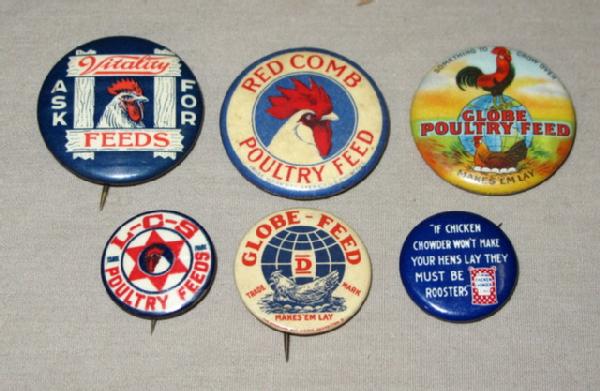 ASK
Vitality
FOR
FEEDS
RED COMB
POULTRY FEED
SOMETHING TO CROW OVER
GLOBE
POULTRY FEED
MAKES 'EM LAY
L-C-S
POULTRY FEEDS
GLOBE-FEED
D
TRADE MARK
MAKES 'EM LAY
"IF CHICKEN
CHOWDER WON'T MAKE
YOUR HENS LAY THEY
MUST BE
ROOSTERS